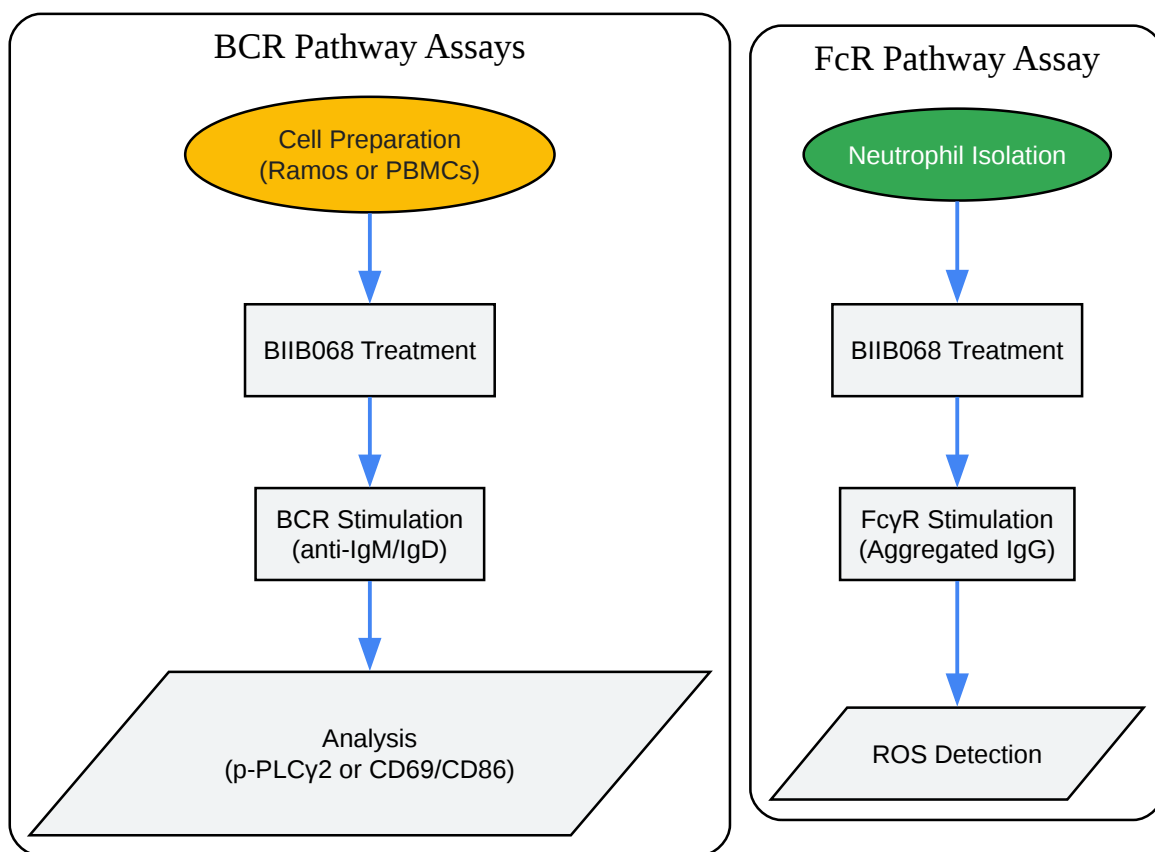 BCR Pathway Assays
Cell Preparation
(Ramos or PBMCs)
BIIB068 Treatment
BCR Stimulation
(anti-IgM/IgD)
Analysis
(p-PLCγ2 or CD69/CD86)
FcR Pathway Assay
Neutrophil Isolation
BIIB068 Treatment
FcγR Stimulation
(Aggregated IgG)
ROS Detection